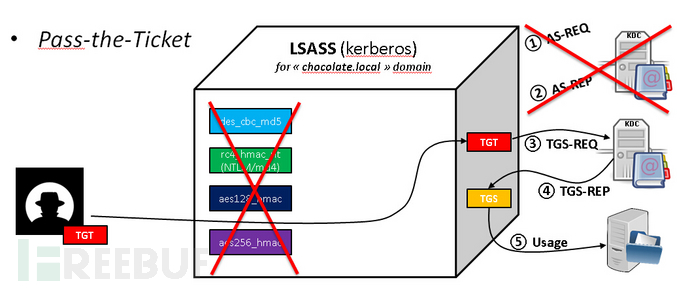 • Pass-the-Ticket
LSASS (kerberos)
for « chocolate.local » domain
① AS-REQ
KDC
② AS-REP
des_cbc_md5
rc4_hmac_nt
(NTLM/md4)
aes128_hmac
aes256_hmac
TGT
TGT
③ TGS-REQ
KDC
TGS
④ TGS-REP
⑤ Usage
FREEBUF